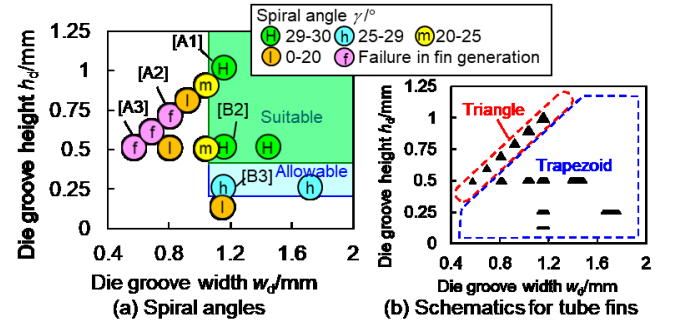 Spiral angle γ/°
H 29-30 h 25-29 m 20-25
l 0-20 f Failure in fin generation
Die groove height hd/mm
1.25
1
0.75
0.5
0.25
0
[A1]
[A2]
[A3]
[B2]
[B3]
H
m
l
f
f
f
l
m
H
H
h
h
l
Suitable
Allowable
0.4 0.8 1.2 1.6 2
Die groove width wd/mm
(a) Spiral angles
Die groove height hd/mm
1.25
1
0.75
0.5
0.25
0
Triangle
Trapezoid
0.4 0.8 1.2 1.6 2
Die groove width wd/mm
(b) Schematics for tube fins